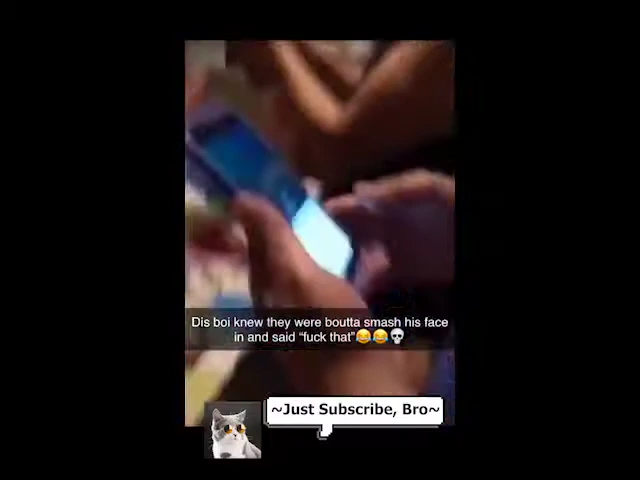 Dis boi knew they were boutta smash his face
in and said “fuck that”😂😂💀
~Just Subscribe, Bro~